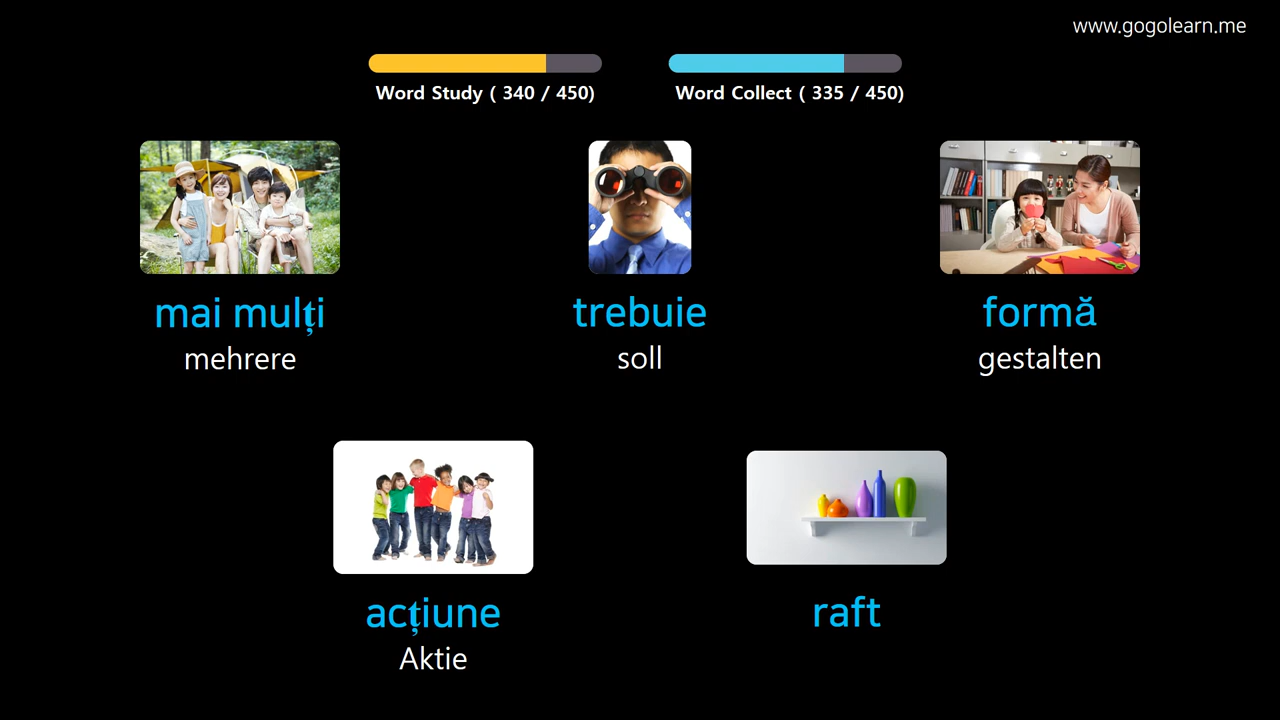 www.gogolearn.me
Word Study ( 340 / 450)
Word Collect ( 335 / 450)
mai mulți
mehrere
trebuie
soll
formă
gestalten
acțiune
Aktie
raft